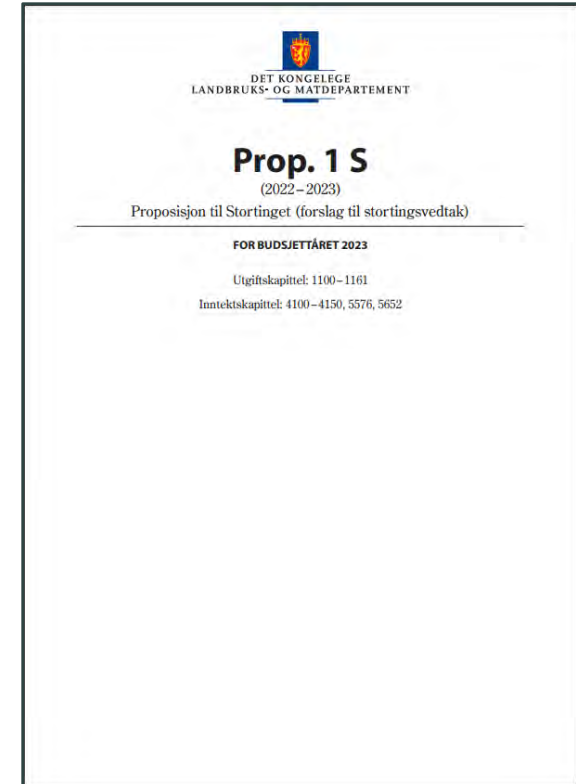 DET KONGELEGE
LANDBRUKS- OG MATDEPARTEMENT
Prop. 1 S
(2022–2023)
Proposisjon til Stortinget (forslag til stortingsvedtak)
FOR BUDSJETTÅRET 2023
Utgiftskapittel: 1100–1161
Inntektskapittel: 4100–4150, 5576, 5652